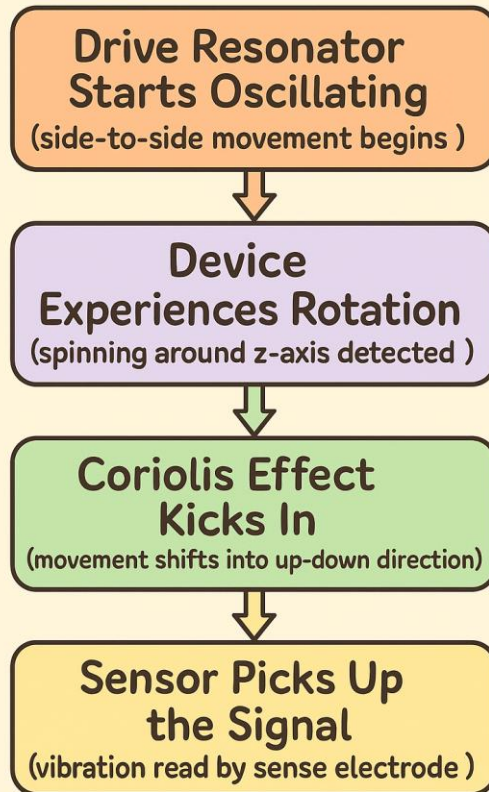 Drive Resonator
Starts Oscillating
(side-to-side movement begins )
Device
Experiences Rotation
(spinning around z-axis detected )
Coriolis Effect
Kicks In
(movement shifts into up-down direction)
Sensor Picks Up
the Signal
(vibration read by sense electrode )